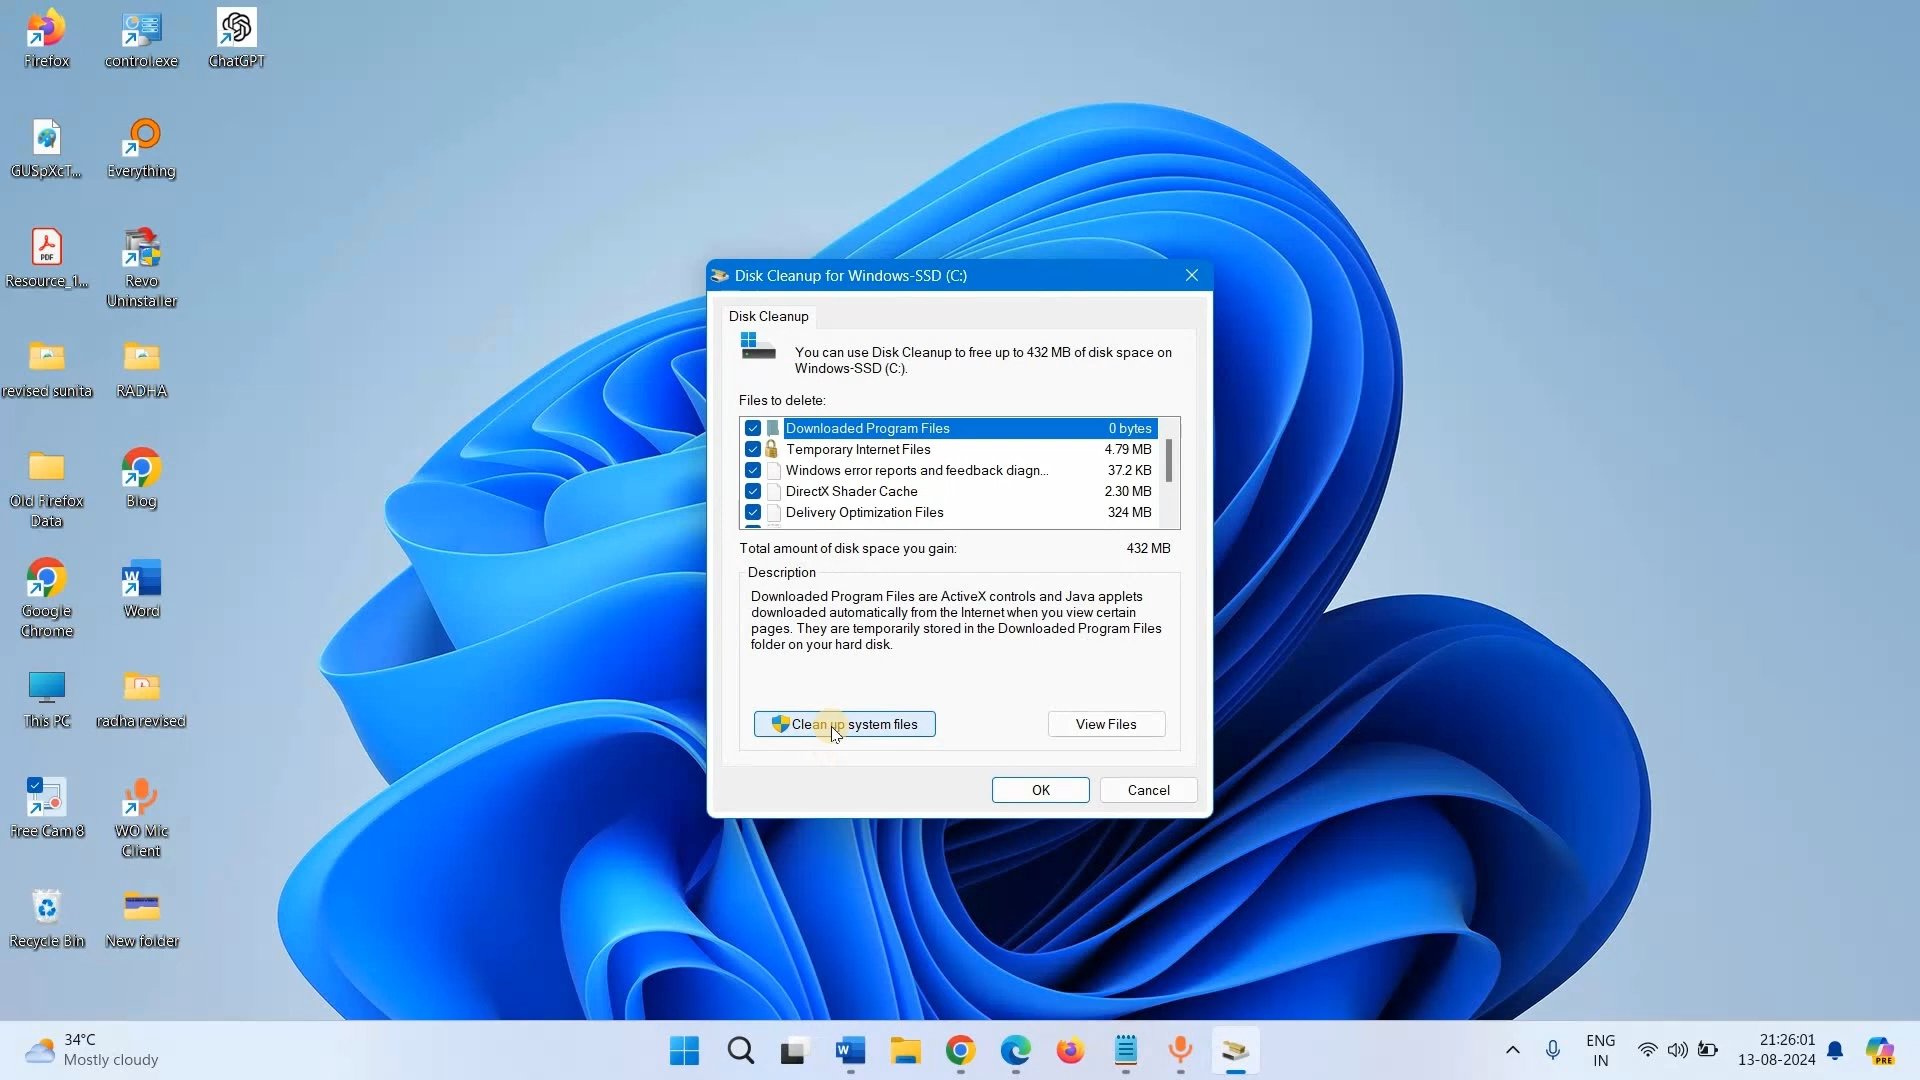 Firefox
control.exe
ChatGPT
GUSpXcT...
Everything
Resource_1...
Revo
Uninstaller
revised sunita
RADHA
Old Firefox
Data
Blog
Google
Chrome
Word
This PC
radha revised
Free Cam 8
WO Mic
Client
Recycle Bin
New folder
Disk Cleanup for Windows-SSD (C:)
Disk Cleanup
You can use Disk Cleanup to free up to 432 MB of disk space on
Windows-SSD (C:).
Files to delete:
Downloaded Program Files 0 bytes
Temporary Internet Files 4.79 MB
Windows error reports and feedback diagn... 37.2 KB
DirectX Shader Cache 2.30 MB
Delivery Optimization Files 324 MB
Total amount of disk space you gain: 432 MB
Description
Downloaded Program Files are ActiveX controls and Java applets
downloaded automatically from the Internet when you view certain
pages. They are temporarily stored in the Downloaded Program Files
folder on your hard disk.
Clean up system files
View Files
OK
Cancel
34°C
Mostly cloudy
ENG
IN
21:26:01
13-08-2024
PRE